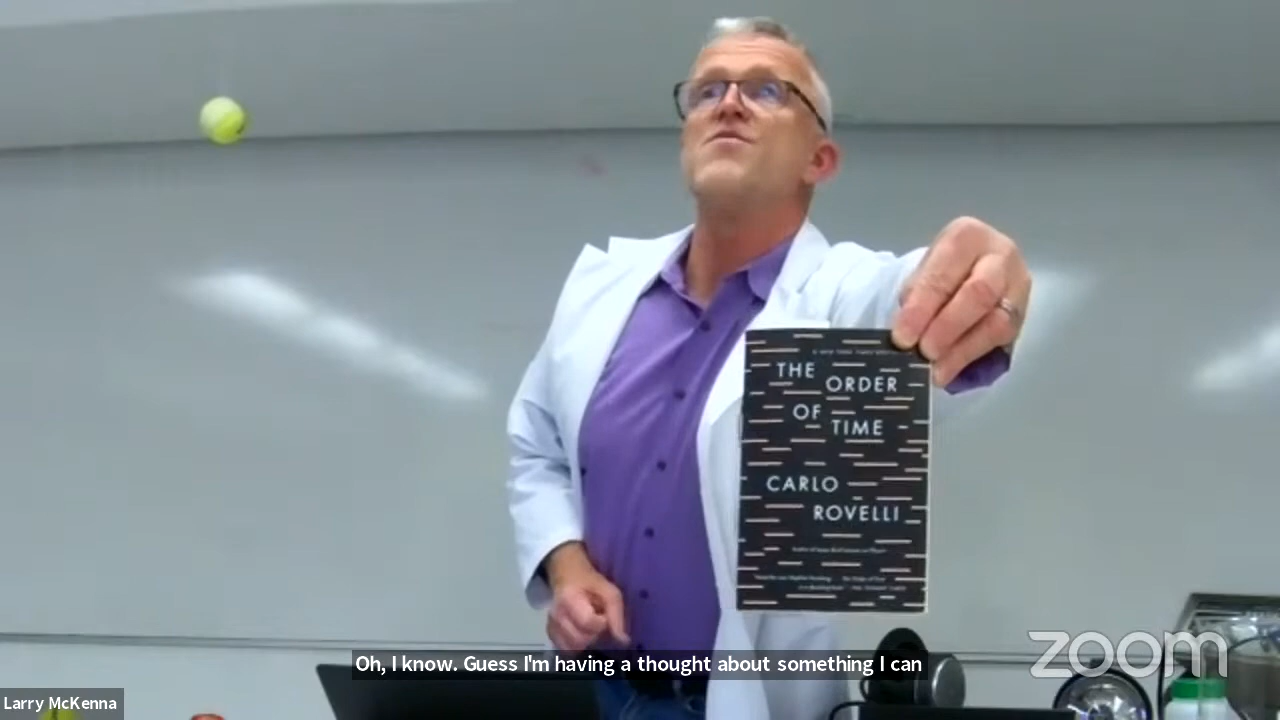 THE
ORDER
OF
TIME
CARLO
ROVELLI
Oh, I know. Guess I'm having a thought about something I can
zoom
Larry McKenna